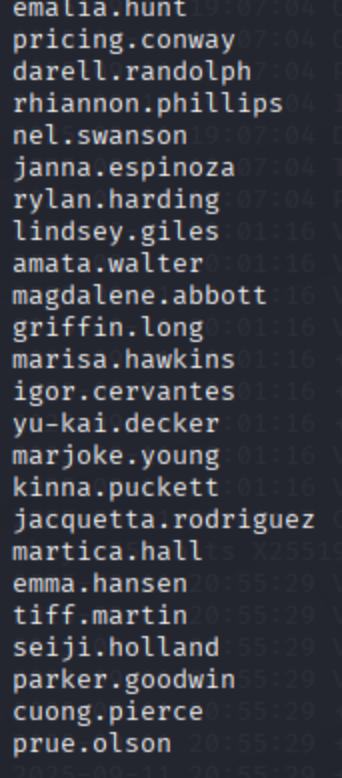 emalia.hunt
pricing.conway
darell.randolph
rhiannon.phillips
nel.swanson
janna.espinoza
rylan.harding
lindsey.giles
amata.walter
magdalene.abbott
griffin.long
marisa.hawkins
igor.cervantes
yu-kai.decker
marjoke.young
kinna.puckett
jacquetta.rodriguez
martica.hall
emma.hansen
tiff.martin
seiji.holland
parker.goodwin
cuong.pierce
prue.olson